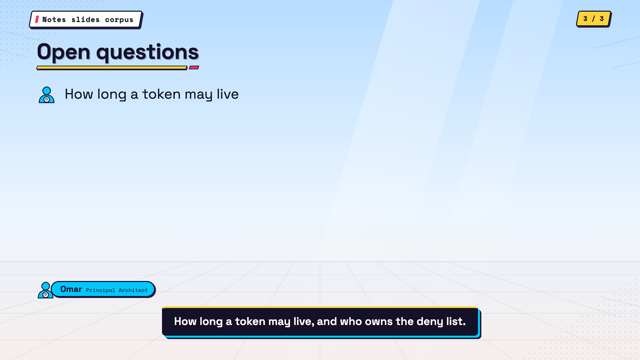 Notes slides corpus
3 / 3
Open questions
How long a token may live
Omar Principal Architect
How long a token may live, and who owns the deny list.